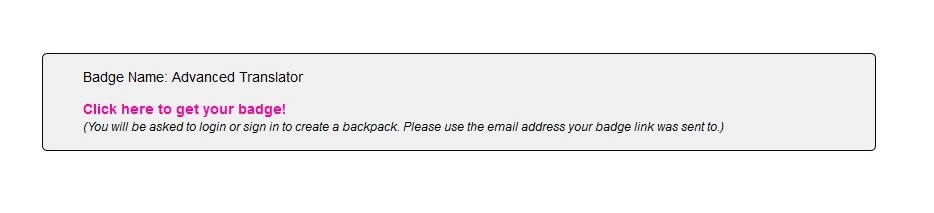 Badge Name: Advanced Translator
Click here to get your badge!
(You will be asked to login or sign in to create a backpack. Please use the email address your badge link was sent to.)